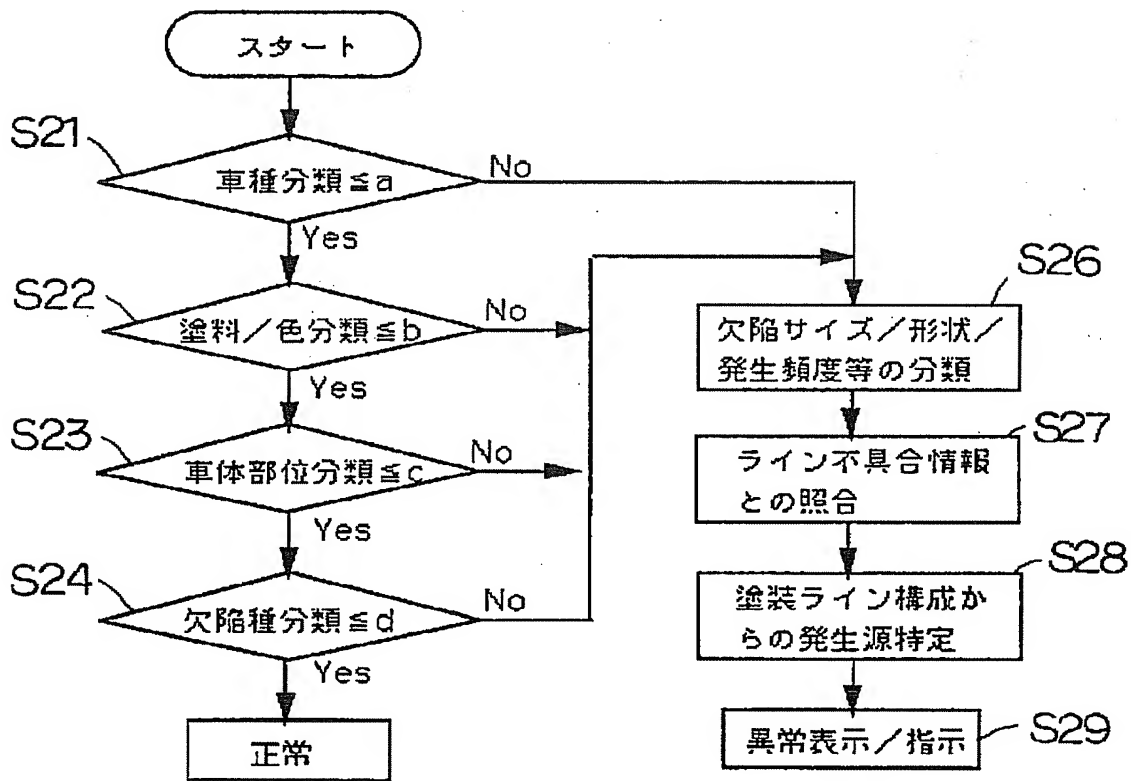 スタート
S21
車種分類≦a
No
Yes
S22
塗料／色分類≦b
No
Yes
S23
車体部位分類≦c
No
Yes
S24
欠陥種分類≦d
No
Yes
正常
S26
欠陥サイズ／形状／
発生頻度等の分類
S27
ライン不具合情報
との照合
S28
塗装ライン構成か
らの発生源特定
S29
異常表示／指示